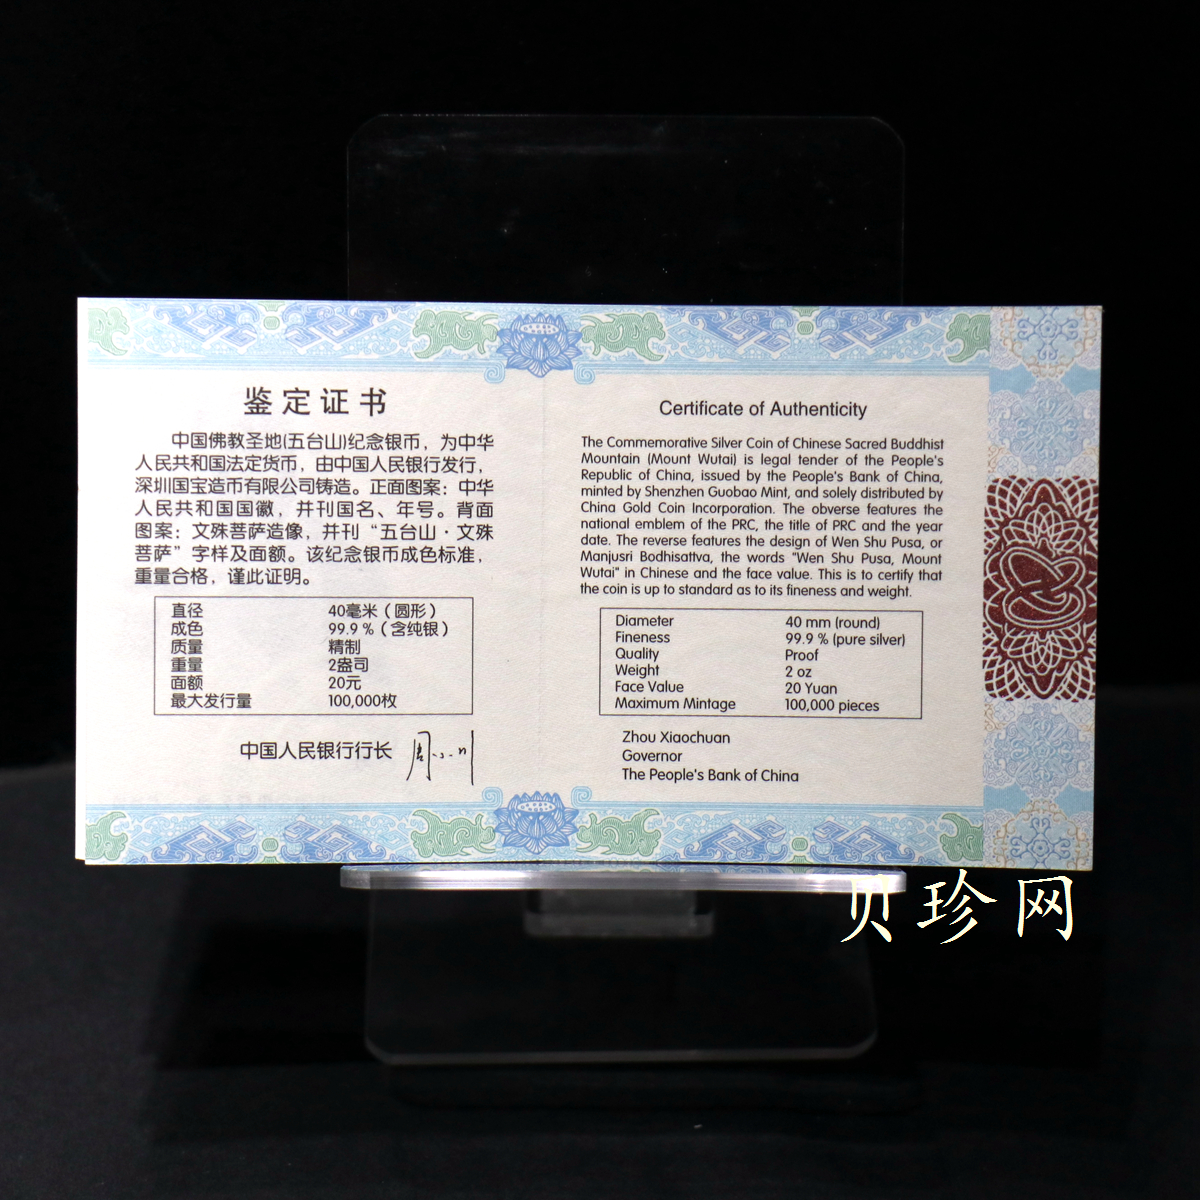 鉴定证书
中国佛教圣地(五台山)纪念银币，为中华
人民共和国法定货币，由中国人民银行发行，
深圳国宝造币有限公司铸造。正面图案：中华
人民共和国国徽，并刊国名、年号。背面
图案：文殊菩萨造像，并刊“五台山·文殊
菩萨”字样及面额。该纪念银币成色标准，
重量合格，谨此证明。
直径 40毫米（圆形）
成色 99.9 %（含纯银）
质量 精制
重量 2盎司
面额 20元
最大发行量 100,000枚
中国人民银行行长 周小川
Certificate of Authenticity
The Commemorative Silver Coin of Chinese Sacred Buddhist
Mountain (Mount Wutai) is legal tender of the People's
Republic of China, issued by the People's Bank of China,
minted by Shenzhen Guobao Mint, and solely distributed by
China Gold Coin Incorporation. The obverse features the
national emblem of the PRC, the title of PRC and the year
date. The reverse features the design of Wen Shu Pusa, or
Manjusri Bodhisattva, the words "Wen Shu Pusa, Mount
Wutai" in Chinese and the face value. This is to certify that
the coin is up to standard as to its fineness and weight.
Diameter 40 mm (round)
Fineness 99.9 % (pure silver)
Quality Proof
Weight 2 oz
Face Value 20 Yuan
Maximum Mintage 100,000 pieces
Zhou Xiaochuan
Governor
The People's Bank of China
贝珍网